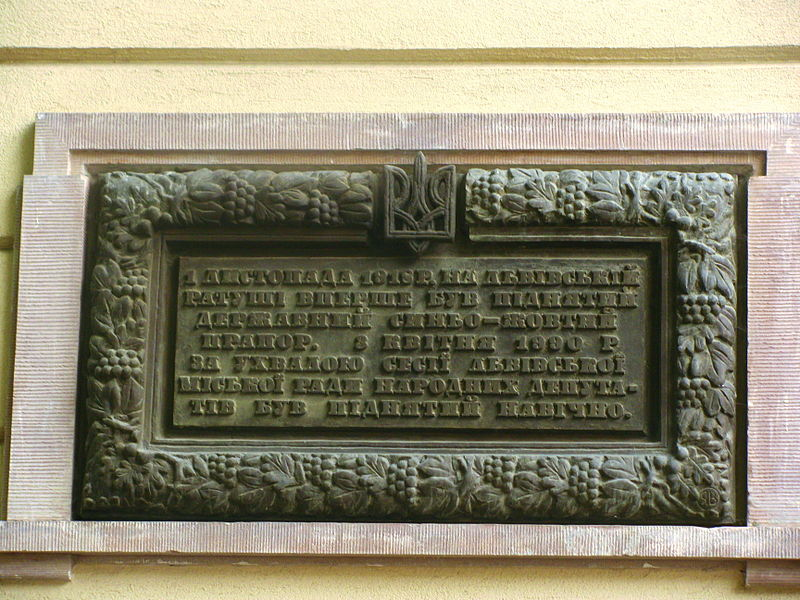 1 ЛИСТОПАДА 1918 Р. НА ЛЬВІВСЬКІЙ
РАТУШІ ВПЕРШЕ БУВ ПІДНЯТИЙ
ДЕРЖАВНИЙ СИНЬО-ЖОВТИЙ
ПРАПОР. 3 КВІТНЯ 1990 Р
ЗА УХВАЛОЮ СЕСІЇ ЛЬВІВСЬКОЇ
МІСЬКОЇ РАДИ НАРОДНИХ ДЕПУТА-
ТІВ БУВ ПІДНЯТИЙ НАВІЧНО.